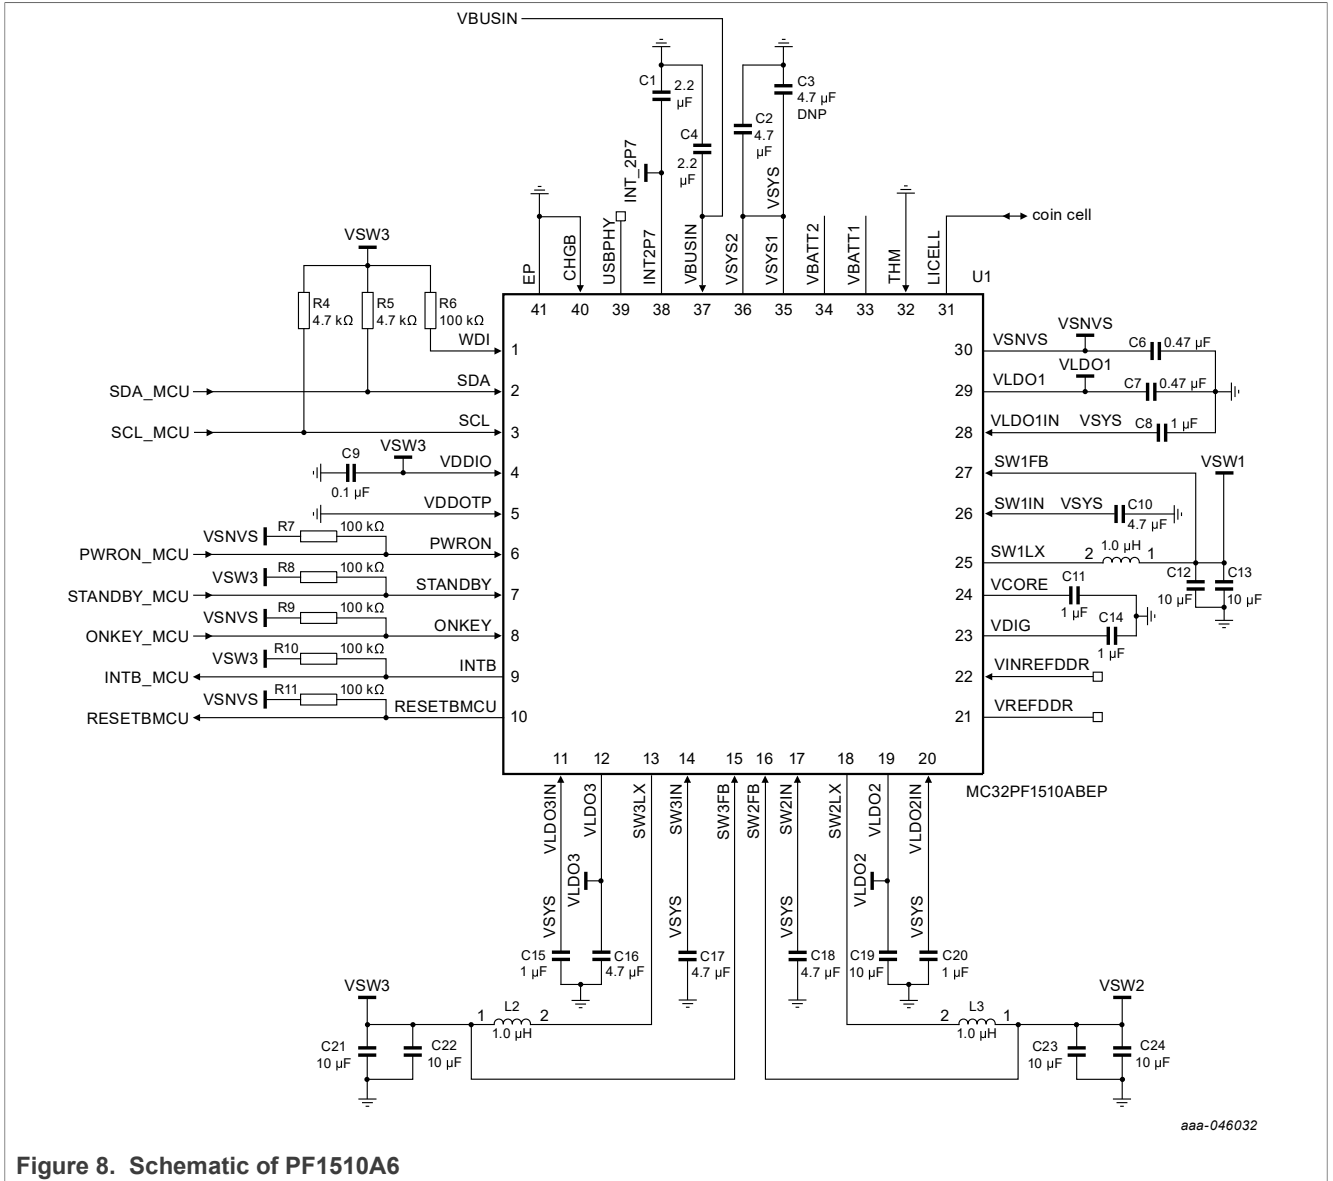 VBUSIN
C1
2.2
µF
C4
2.2
µF
INT_2P7
C2
4.7
µF
C3
4.7 µF
DNP
VSYS
coin cell
EP
CHGB
USBPHY
INT2P7
VBUSIN
VSYS2
VSYS1
VBATT2
VBATT1
THM
LICELL
U1
41
40
39
38
37
36
35
34
33
32
31
VSW3
R4
4.7 kΩ
R5
4.7 kΩ
R6
100 kΩ
WDI
1
SDA_MCU
SDA
2
SCL_MCU
SCL
3
C9
0.1 µF
VSW3
VDDIO
4
VDDOTP
5
VSNVS
R7
100 kΩ
PWRON_MCU
PWRON
6
VSW3
R8
100 kΩ
STANDBY_MCU
STANDBY
7
VSNVS
R9
100 kΩ
ONKEY_MCU
ONKEY
8
VSW3
R10
100 kΩ
INTB_MCU
INTB
9
VSNVS
R11
100 kΩ
RESETBMCU
RESETBMCU
10
30
VSNVS
VSNVS
C6
0.47 µF
29
VLDO1
VLDO1
C7
0.47 µF
28
VLDO1IN
VSYS
C8
1 µF
27
SW1FB
VSW1
26
SW1IN
VSYS
C10
4.7 µF
25
SW1LX
2
1.0 µH
1
C12
10 µF
C13
10 µF
24
VCORE
C11
1 µF
23
VDIG
C14
1 µF
22
VINREFDDR
21
VREFDDR
MC32PF1510ABEP
11
12
13
14
15
16
17
18
19
20
VLDO3IN
VLDO3
SW3LX
SW3IN
SW3FB
SW2FB
SW2IN
SW2LX
VLDO2
VLDO2IN
VSYS
VLDO3
VSYS
VSYS
VLDO2
VSYS
C15
1 µF
C16
4.7 µF
C17
4.7 µF
C18
4.7 µF
C19
10 µF
C20
1 µF
VSW3
C21
10 µF
C22
10 µF
1
L2
1.0 µH
2
2
L3
1.0 µH
1
VSW2
C23
10 µF
C24
10 µF
aaa-046032
Figure 8. Schematic of PF1510A6